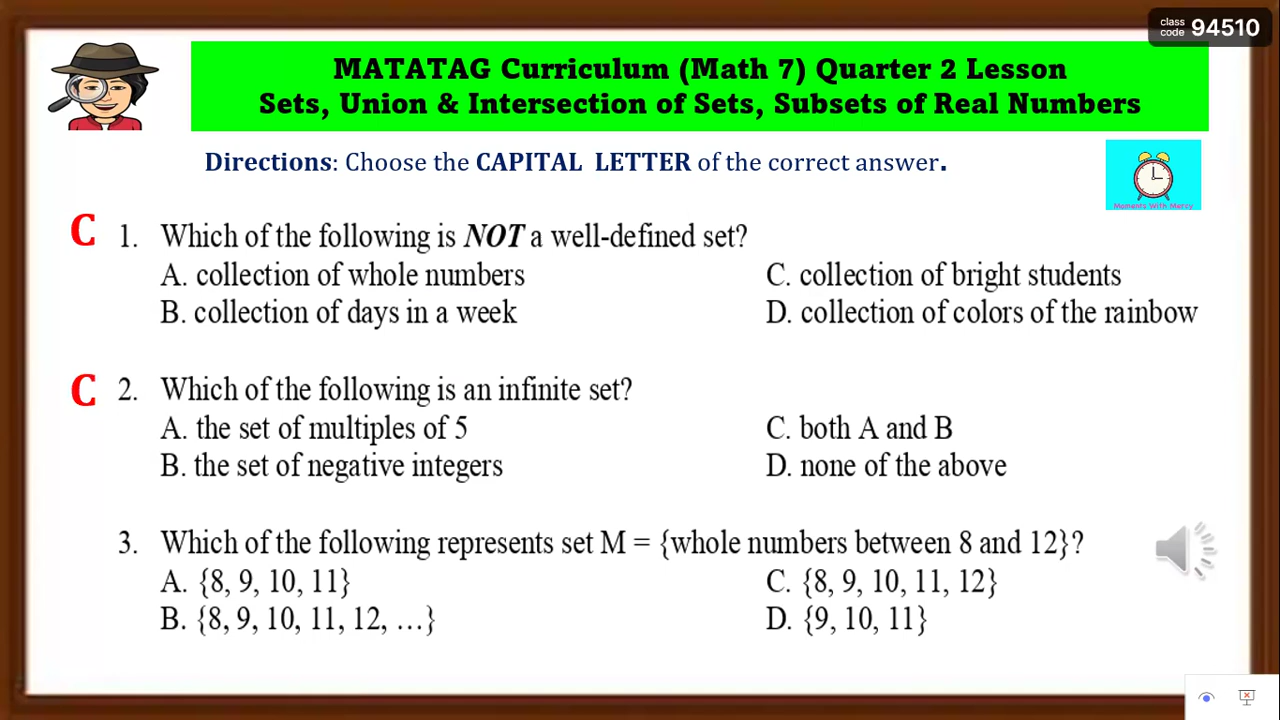 class code 94510
MATATAG Curriculum (Math 7) Quarter 2 Lesson
Sets, Union & Intersection of Sets, Subsets of Real Numbers
Directions: Choose the CAPITAL LETTER of the correct answer.
Moments With Mercy
C 1. Which of the following is NOT a well-defined set?
A. collection of whole numbers C. collection of bright students
B. collection of days in a week D. collection of colors of the rainbow
C 2. Which of the following is an infinite set?
A. the set of multiples of 5 C. both A and B
B. the set of negative integers D. none of the above
3. Which of the following represents set M = {whole numbers between 8 and 12}?
A. {8, 9, 10, 11} C. {8, 9, 10, 11, 12}
B. {8, 9, 10, 11, 12, …} D. {9, 10, 11}